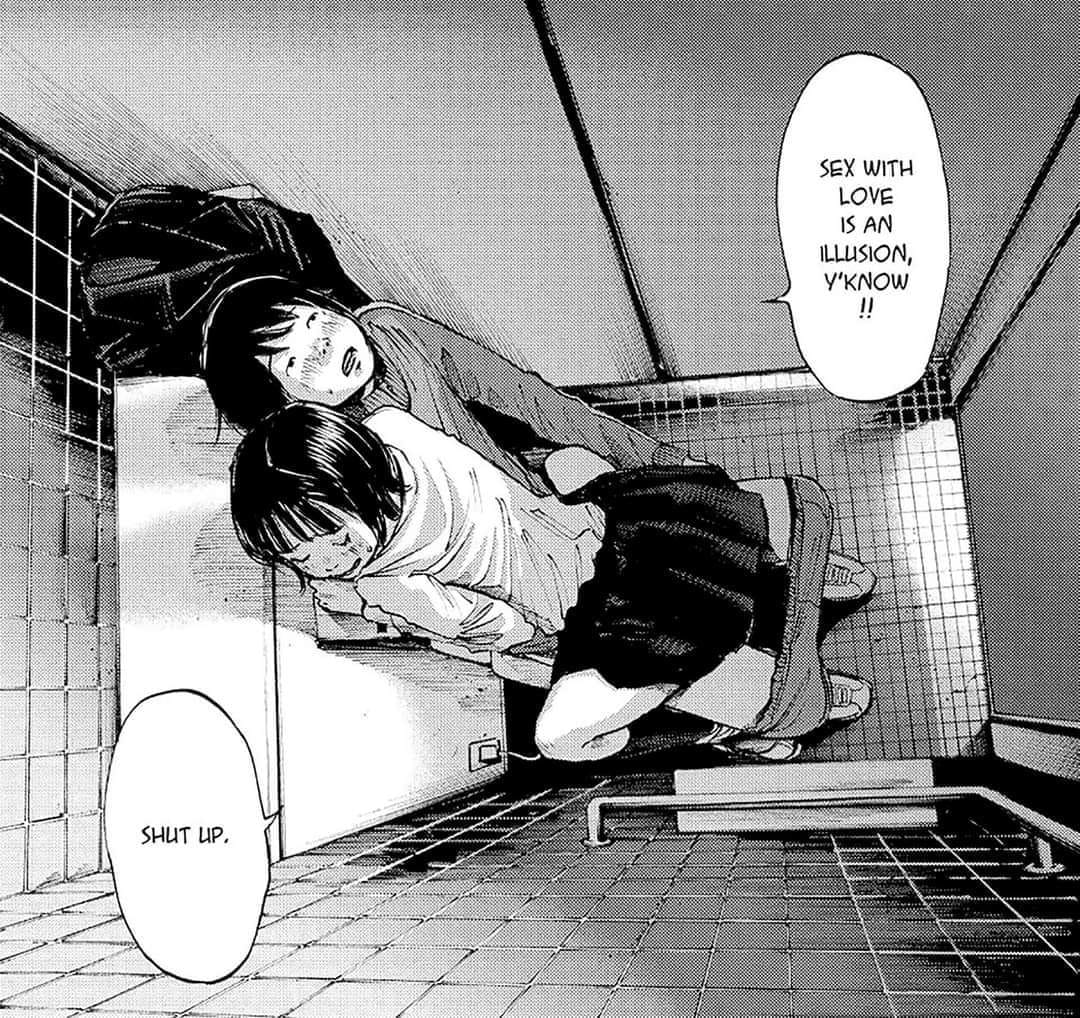 SEX WITH
LOVE
IS AN
ILLUSION,
Y'KNOW
!!
SHUT UP.